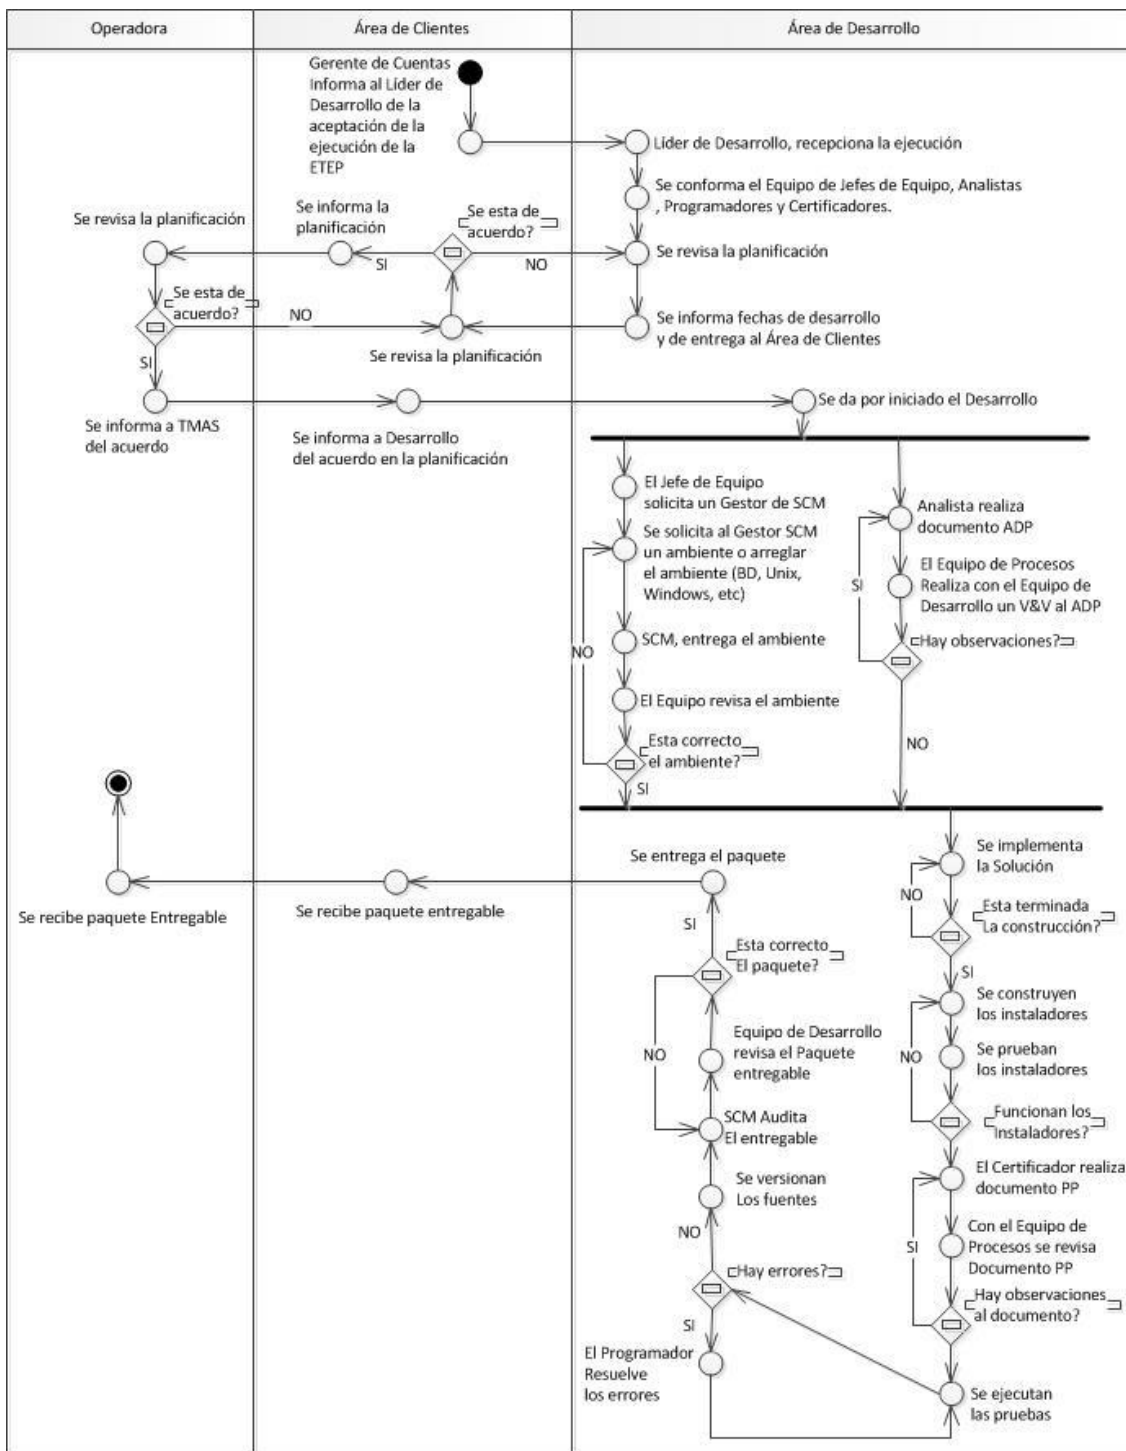 Operadora
Área de Clientes
Área de Desarrollo
Gerente de Cuentas
Informa al Líder de
Desarrollo de la
aceptación de la
ejecución de la
ETEP
Líder de Desarrollo, recepciona la ejecución
Se conforma el Equipo de Jefes de Equipo, Analistas
, Programadores y Certificadores.
Se revisa la planificación
Se informa la
planificación
Se esta de
acuerdo?
SI
NO
Se revisa la planificación
Se esta de
acuerdo?
NO
SI
Se revisa la planificación
Se informa fechas de desarrollo
y de entrega al Área de Clientes
Se informa a TMAS
del acuerdo
Se informa a Desarrollo
del acuerdo en la planificación
Se da por iniciado el Desarrollo
El Jefe de Equipo
solicita un Gestor de SCM
Se solicita al Gestor SCM
un ambiente o arreglar
el ambiente (BD, Unix,
Windows, etc)
NO
SCM, entrega el ambiente
El Equipo revisa el ambiente
Esta correcto
el ambiente?
SI
Analista realiza
documento ADP
El Equipo de Procesos
Realiza con el Equipo de
Desarrollo un V&V al ADP
SI
Hay observaciones?
NO
Se implementa
la Solución
NO
Esta terminada
La construcción?
SI
Se construyen
los instaladores
NO
Se prueban
los instaladores
Funcionan los
Instaladores?
El Certificador realiza
documento PP
SI
Con el Equipo de
Procesos se revisa
Documento PP
Hay observaciones
al documento?
Se ejecutan
las pruebas
Hay errores?
SI
El Programador
Resuelve
los errores
NO
Se versionan
Los fuentes
SCM Audita
El entregable
NO
Equipo de Desarrollo
revisa el Paquete
entregable
Esta correcto
El paquete?
SI
Se entrega el paquete
Se recibe paquete entregable
Se recibe paquete Entregable